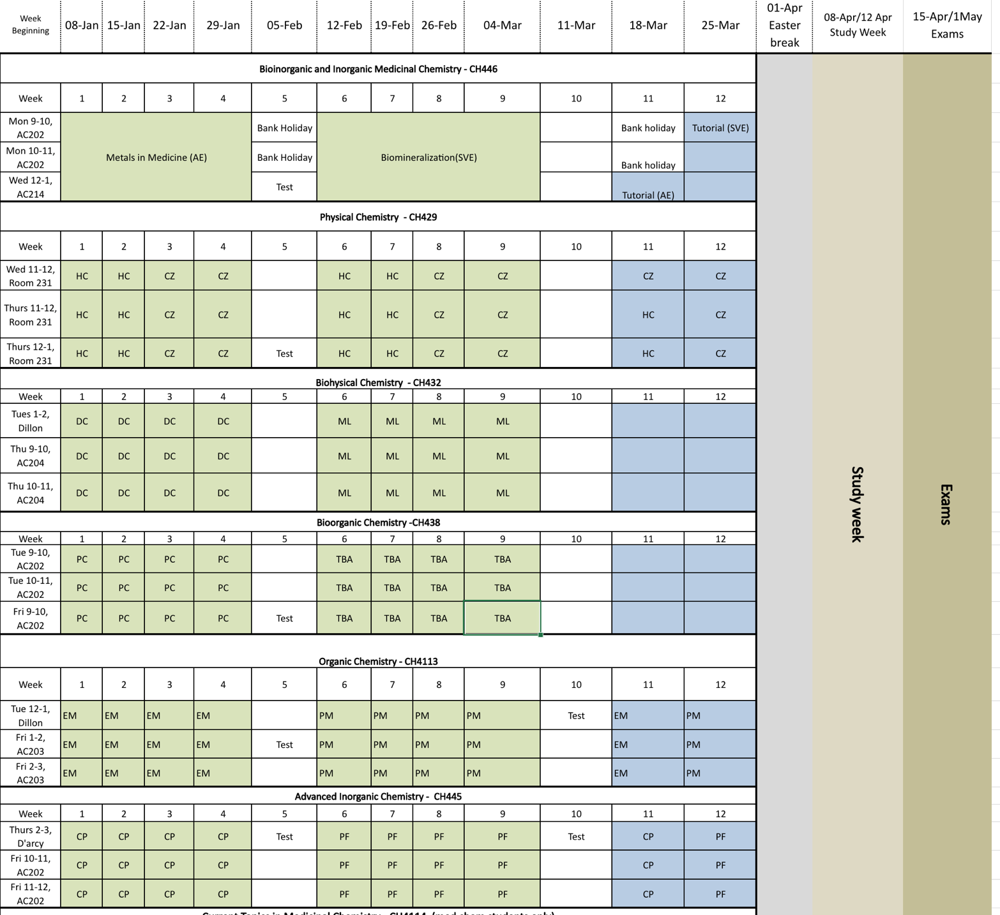 Week Beginning 08-Jan 15-Jan 22-Jan 29-Jan 05-Feb 12-Feb 19-Feb 26-Feb 04-Mar 11-Mar 18-Mar 25-Mar 01-Apr Easter break 08-Apr/12 Apr Study Week 15-Apr/1May Exams
Bioinorganic and Inorganic Medicinal Chemistry - CH446
Week 1 2 3 4 5 6 7 8 9 10 11 12
Mon 9-10, AC202 Bank Holiday Bank holiday Tutorial (SVE)
Mon 10-11, AC202 Metals in Medicine (AE) Bank Holiday Biomineralization(SVE) Bank holiday
Wed 12-1, AC214 Test Tutorial (AE)
Physical Chemistry - CH429
Week 1 2 3 4 5 6 7 8 9 10 11 12
Wed 11-12, Room 231 HC HC CZ CZ HC HC CZ CZ CZ CZ
Thurs 11-12, Room 231 HC HC CZ CZ HC HC CZ CZ HC CZ
Thurs 12-1, Room 231 HC HC CZ CZ Test HC HC CZ CZ HC CZ
Biohysical Chemistry - CH432
Week 1 2 3 4 5 6 7 8 9 10 11 12
Tues 1-2, Dillon DC DC DC DC ML ML ML ML
Thu 9-10, AC204 DC DC DC DC ML ML ML ML
Thu 10-11, AC204 DC DC DC DC ML ML ML ML
Bioorganic Chemistry -CH438
Week 1 2 3 4 5 6 7 8 9 10 11 12
Tue 9-10, AC202 PC PC PC PC TBA TBA TBA TBA
Tue 10-11, AC202 PC PC PC PC TBA TBA TBA TBA
Fri 9-10, AC202 PC PC PC PC Test TBA TBA TBA TBA
Organic Chemistry - CH4113
Week 1 2 3 4 5 6 7 8 9 10 11 12
Tue 12-1, Dillon EM EM EM EM PM PM PM PM Test EM PM
Fri 1-2, AC203 EM EM EM EM Test PM PM PM PM EM PM
Fri 2-3, AC203 EM EM EM EM PM PM PM PM EM PM
Advanced Inorganic Chemistry - CH445
Week 1 2 3 4 5 6 7 8 9 10 11 12
Thurs 2-3, D'arcy CP CP CP CP Test PF PF PF PF Test CP PF
Fri 10-11, AC202 CP CP CP CP PF PF PF PF CP PF
Fri 11-12, AC202 CP CP CP CP PF PF PF PF CP PF
Current Topics in Medicinal Chemistry - CH4114 (med chem students only)
Study week
Exams